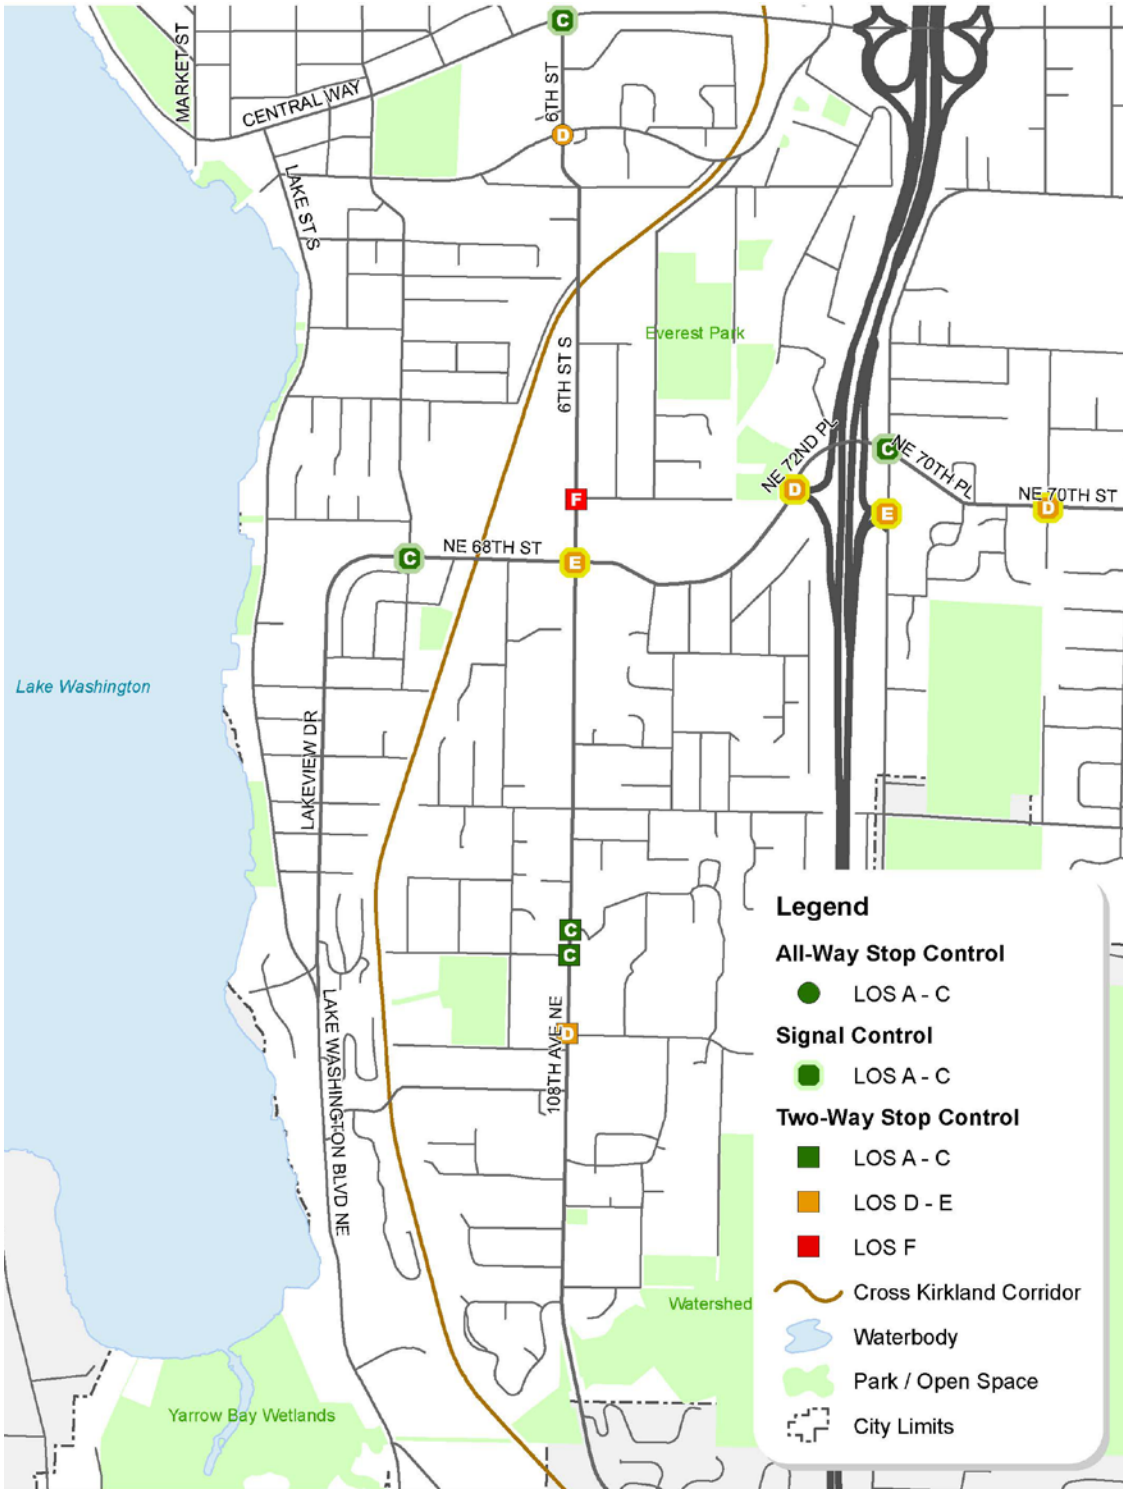 C
MARKET ST
6TH ST
CENTRAL WAY
D
LAKE ST S
Everest Park
6TH ST S
NE 72ND PL
C
NE 70TH PL
D
NE 70TH ST
D
F
E
NE 68TH ST
C
E
Lake Washington
LAKEVIEW DR
C
C
108TH AVE NE
D
LAKE WASHINGTON BLVD NE
Watershed
Yarrow Bay Wetlands
Legend
All-Way Stop Control
LOS A - C
Signal Control
LOS A - C
Two-Way Stop Control
LOS A - C
LOS D - E
LOS F
Cross Kirkland Corridor
Waterbody
Park / Open Space
City Limits